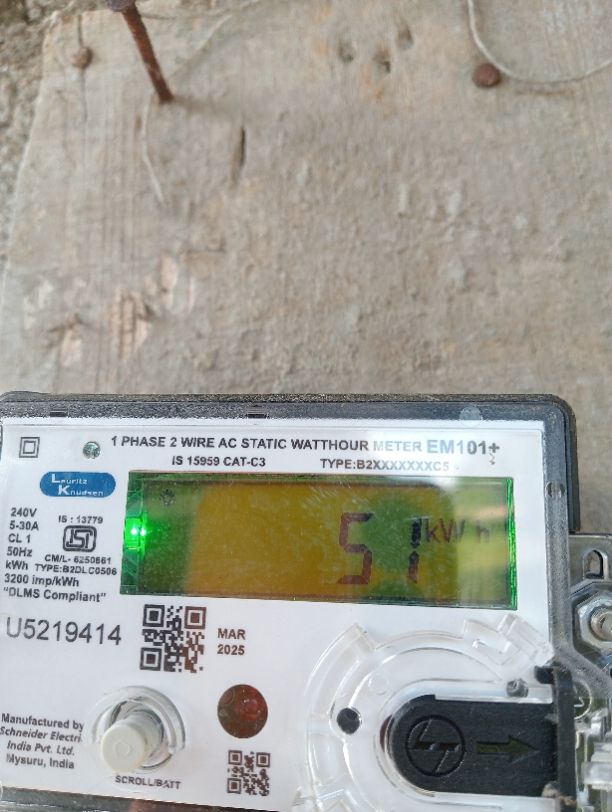 1 PHASE 2 WIRE AC STATIC WATTHOUR METER EM101+
IS 15959 CAT-C3 TYPE:B2XXXXXXXC5
Lauritz
Knudsen
240V
5-30A
CL 1
50Hz
kWh
3200 imp/kWh
"DLMS Compliant"
IS : 13779
ISI
CM/L- 6250861
TYPE:B2DLC0506
51 kWh
U5219414
MAR
2025
Manufactured by
Schneider Electri
India Pvt. Ltd.
Mysuru, India
SCROLL/BATT